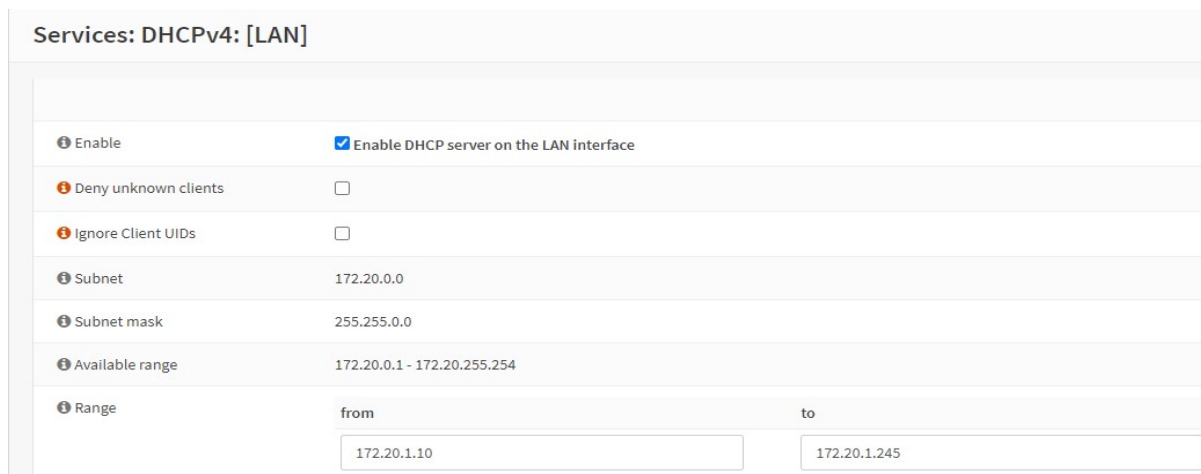 Services: DHCPv4: [LAN]
Enable Enable DHCP server on the LAN interface
Deny unknown clients
Ignore Client UIDs
Subnet 172.20.0.0
Subnet mask 255.255.0.0
Available range 172.20.0.1 - 172.20.255.254
Range from to
172.20.1.10 172.20.1.245